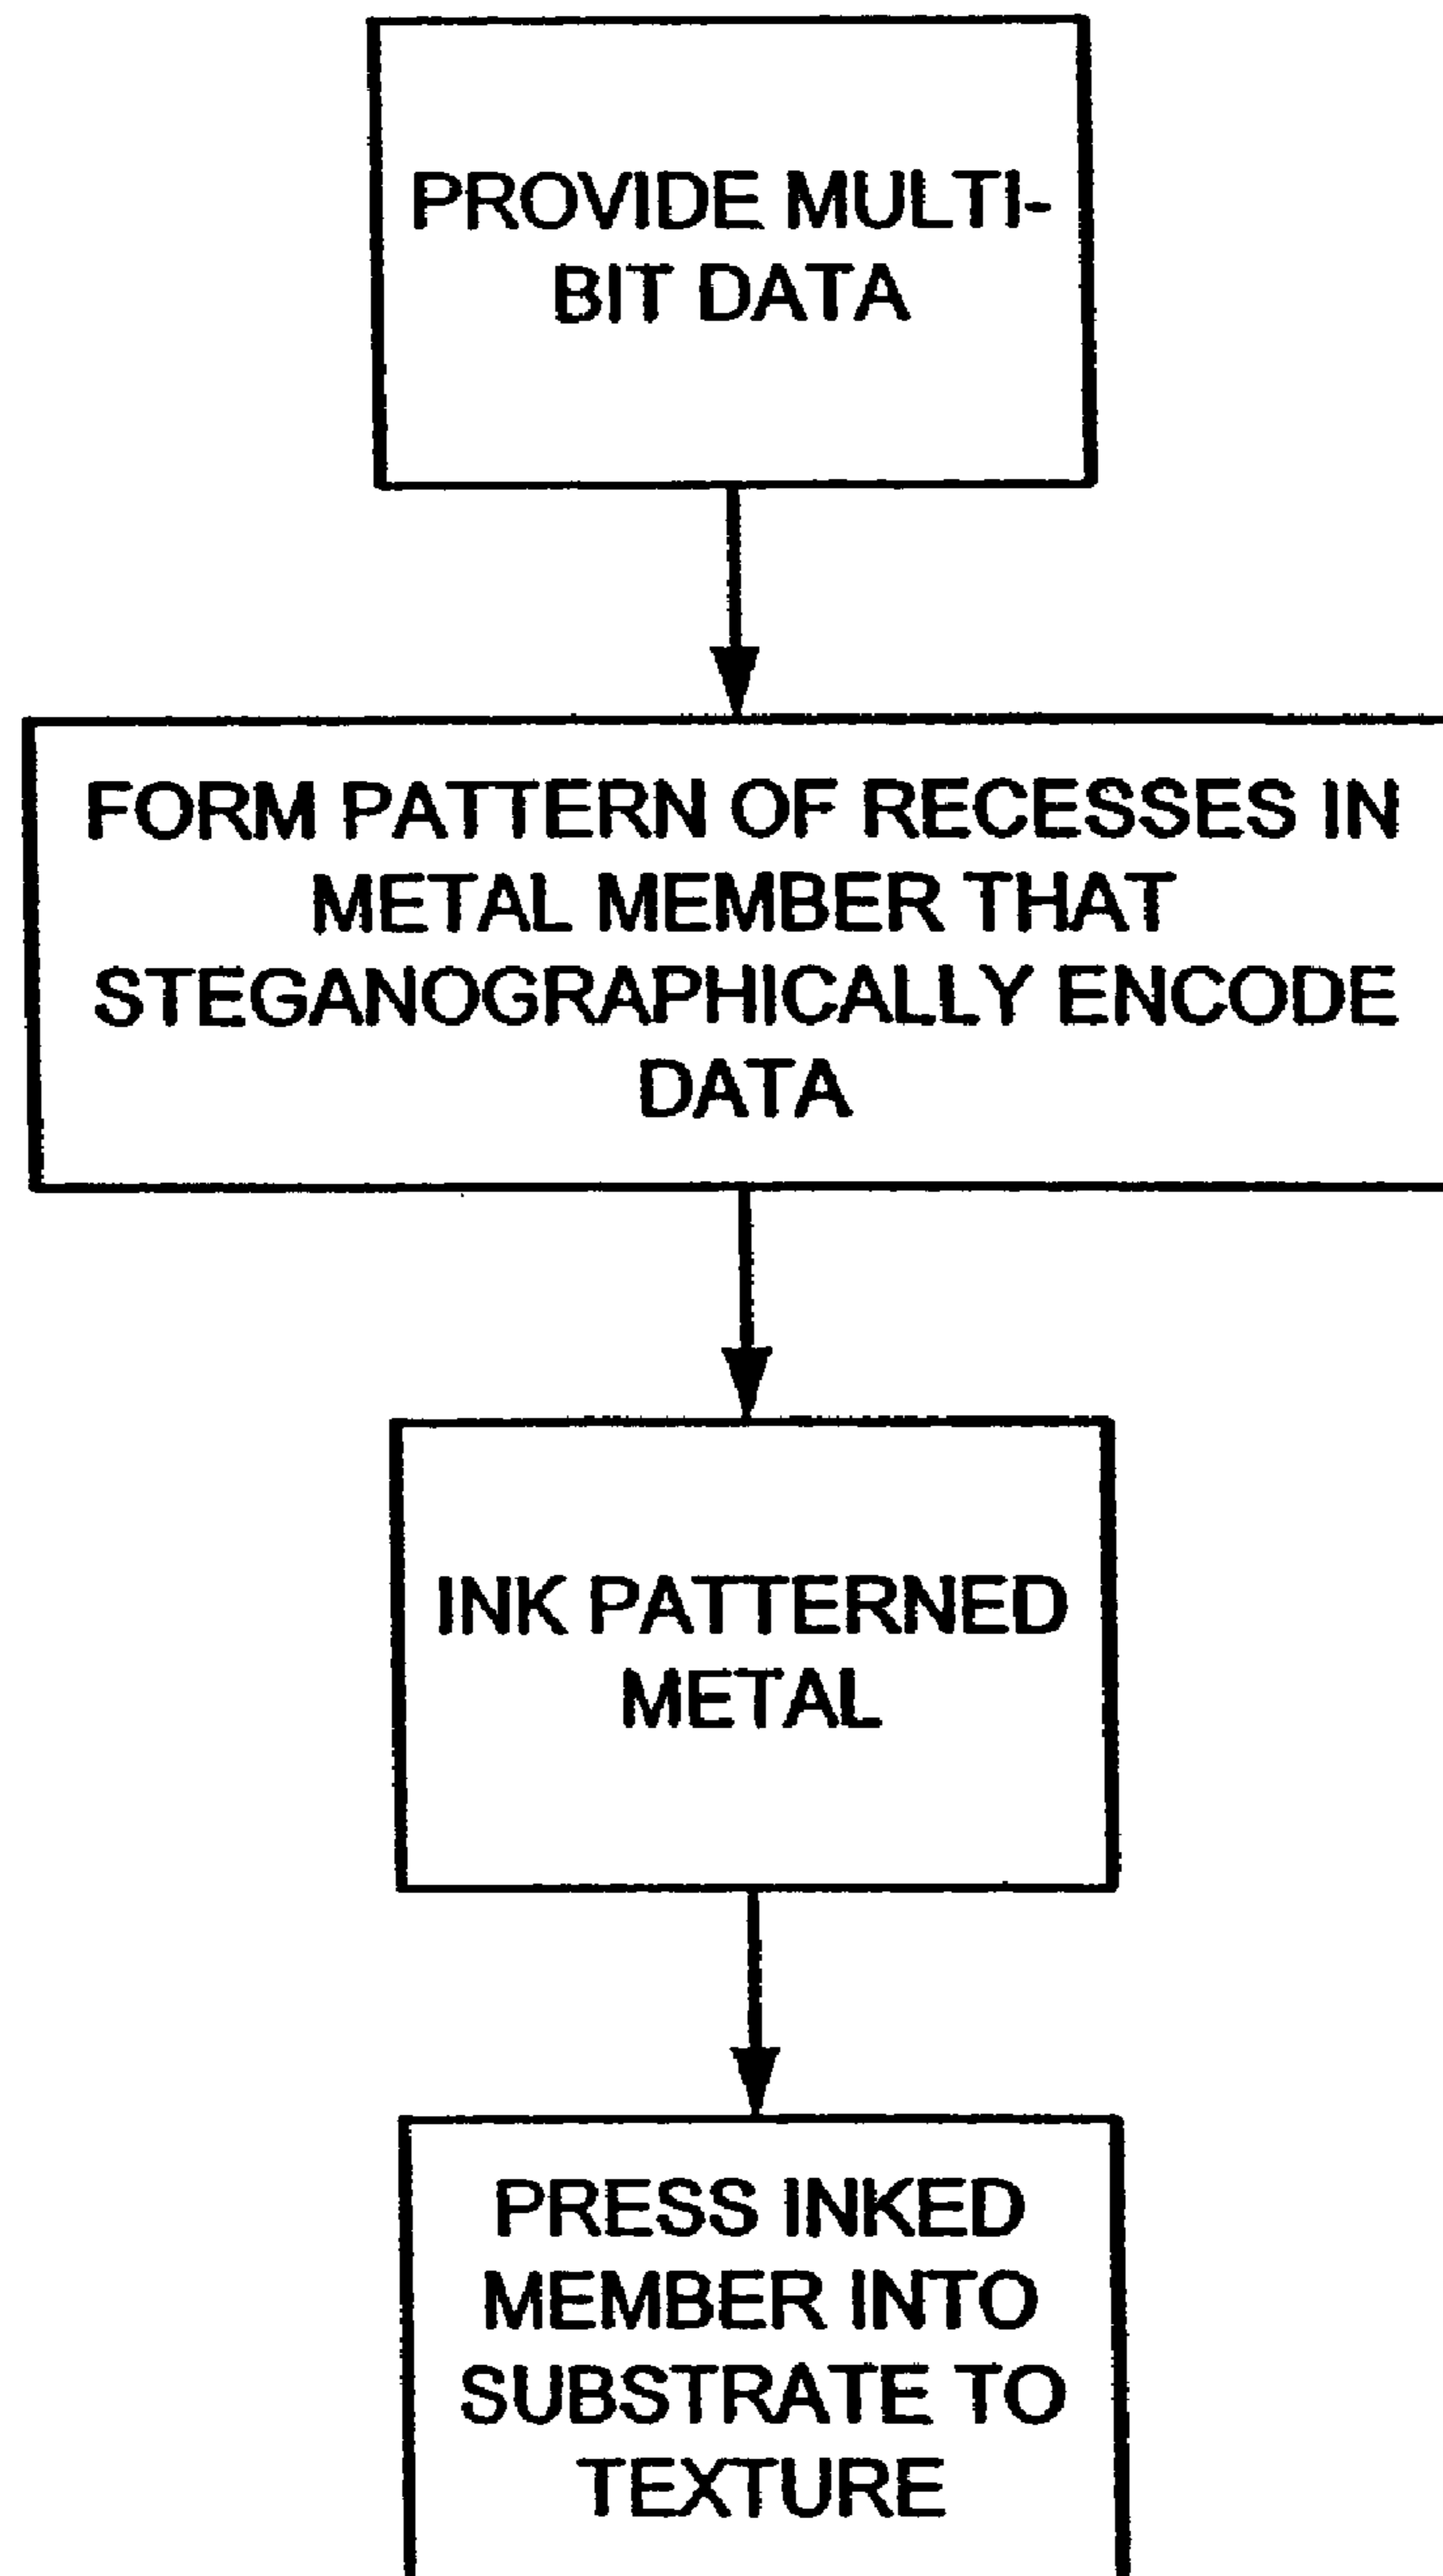 PROVIDE MULTI-
BIT DATA
FORM PATTERN OF RECESSES IN
METAL MEMBER THAT
STEGANOGRAPHICALLY ENCODE
DATA
INK PATTERNED
METAL
PRESS INKED
MEMBER INTO
SUBSTRATE TO
TEXTURE